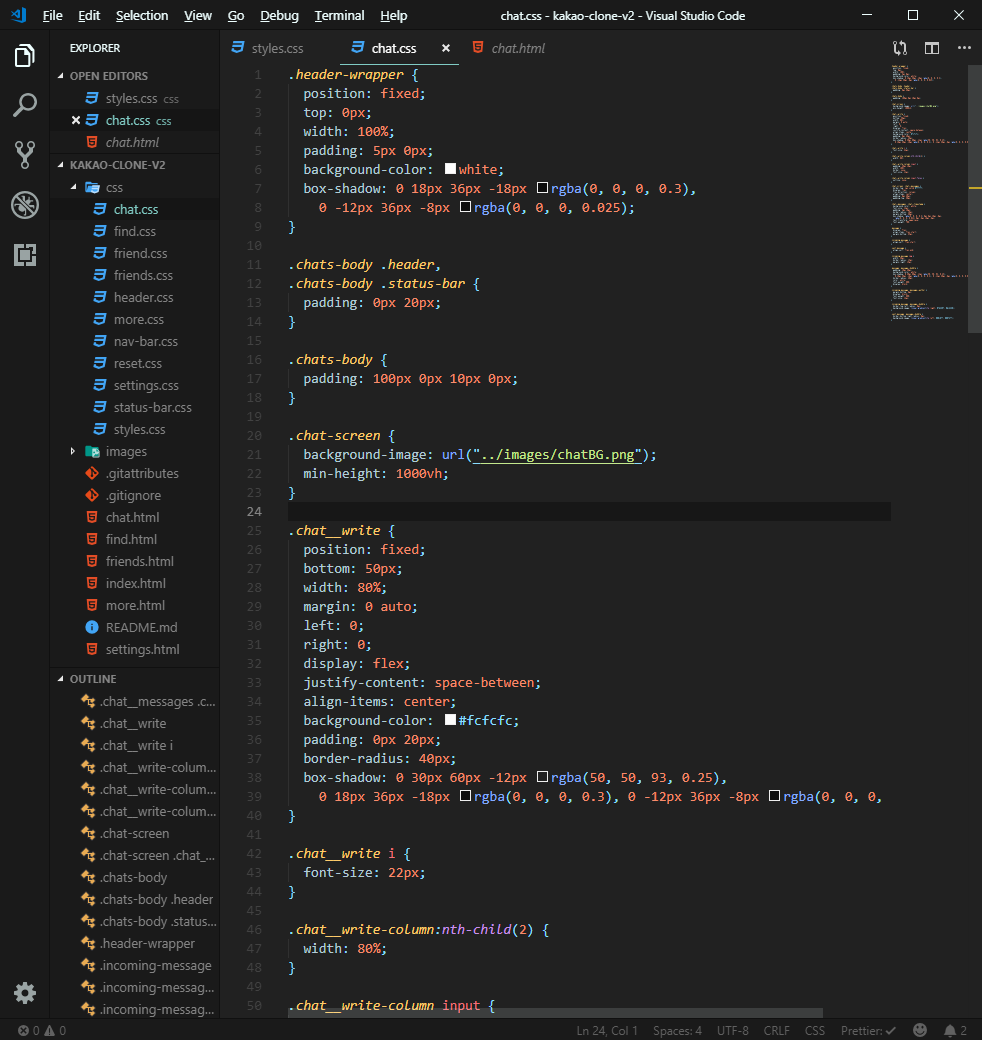 File Edit Selection View Go Debug Terminal Help chat.css - kakao-clone-v2 - Visual Studio Code
EXPLORER
OPEN EDITORS
styles.css css
chat.css css
chat.html
KAKAO-CLONE-V2
css
chat.css
find.css
friend.css
friends.css
header.css
more.css
nav-bar.css
reset.css
settings.css
status-bar.css
styles.css
images
.gitattributes
.gitignore
chat.html
find.html
friends.html
index.html
more.html
README.md
settings.html
OUTLINE
.chat__messages .c...
.chat__write
.chat__write i
.chat__write-colum...
.chat__write-colum...
.chat__write-colum...
.chat-screen
.chat-screen .chat_...
.chats-body
.chats-body .header
.chats-body .status...
.header-wrapper
.incoming-message
.incoming-messag...
.incoming-messag...
styles.css chat.css chat.html
1 .header-wrapper {
2 position: fixed;
3 top: 0px;
4 width: 100%;
5 padding: 5px 0px;
6 background-color: white;
7 box-shadow: 0 18px 36px -18px rgba(0, 0, 0, 0.3),
8 0 -12px 36px -8px rgba(0, 0, 0, 0.025);
9 }
10
11 .chats-body .header,
12 .chats-body .status-bar {
13 padding: 0px 20px;
14 }
15
16 .chats-body {
17 padding: 100px 0px 10px 0px;
18 }
19
20 .chat-screen {
21 background-image: url("../images/chatBG.png");
22 min-height: 1000vh;
23 }
24
25 .chat__write {
26 position: fixed;
27 bottom: 50px;
28 width: 80%;
29 margin: 0 auto;
30 left: 0;
31 right: 0;
32 display: flex;
33 justify-content: space-between;
34 align-items: center;
35 background-color: #fcfcfc;
36 padding: 0px 20px;
37 border-radius: 40px;
38 box-shadow: 0 30px 60px -12px rgba(50, 50, 93, 0.25),
39 0 18px 36px -18px rgba(0, 0, 0, 0.3), 0 -12px 36px -8px rgba(0, 0, 0,
40 }
41
42 .chat__write i {
43 font-size: 22px;
44 }
45
46 .chat__write-column:nth-child(2) {
47 width: 80%;
48 }
49
50 .chat__write-column input {
0 0 Ln 24, Col 1 Spaces: 4 UTF-8 CRLF CSS Prettier: 2